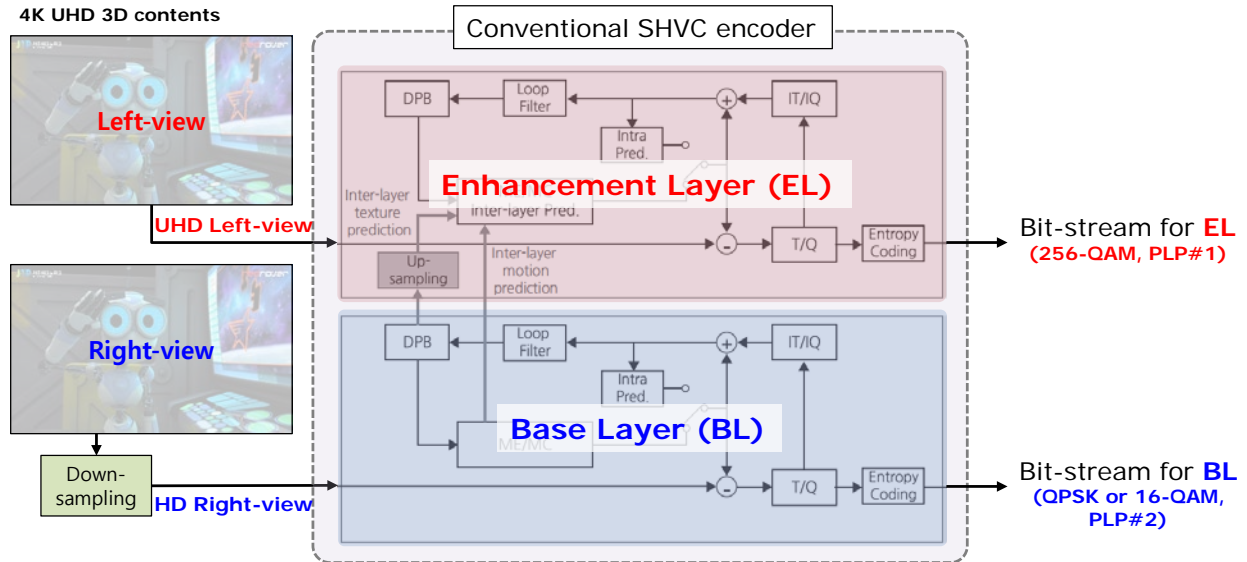 4K UHD 3D contents
Left-view
UHD Left-view
Right-view
Down-
sampling
HD Right-view
Conventional SHVC encoder
DPB
Loop
Filter
IT/IQ
Intra
Pred.
Enhancement Layer (EL)
Inter-layer
texture
prediction
Inter-layer Pred.
Up-
sampling
Inter-layer
motion
prediction
T/Q
Entropy
Coding
DPB
Loop
Filter
IT/IQ
Intra
Pred.
Base Layer (BL)
ME/MC
T/Q
Entropy
Coding
Bit-stream for EL
(256-QAM, PLP#1)
Bit-stream for BL
(QPSK or 16-QAM,
PLP#2)